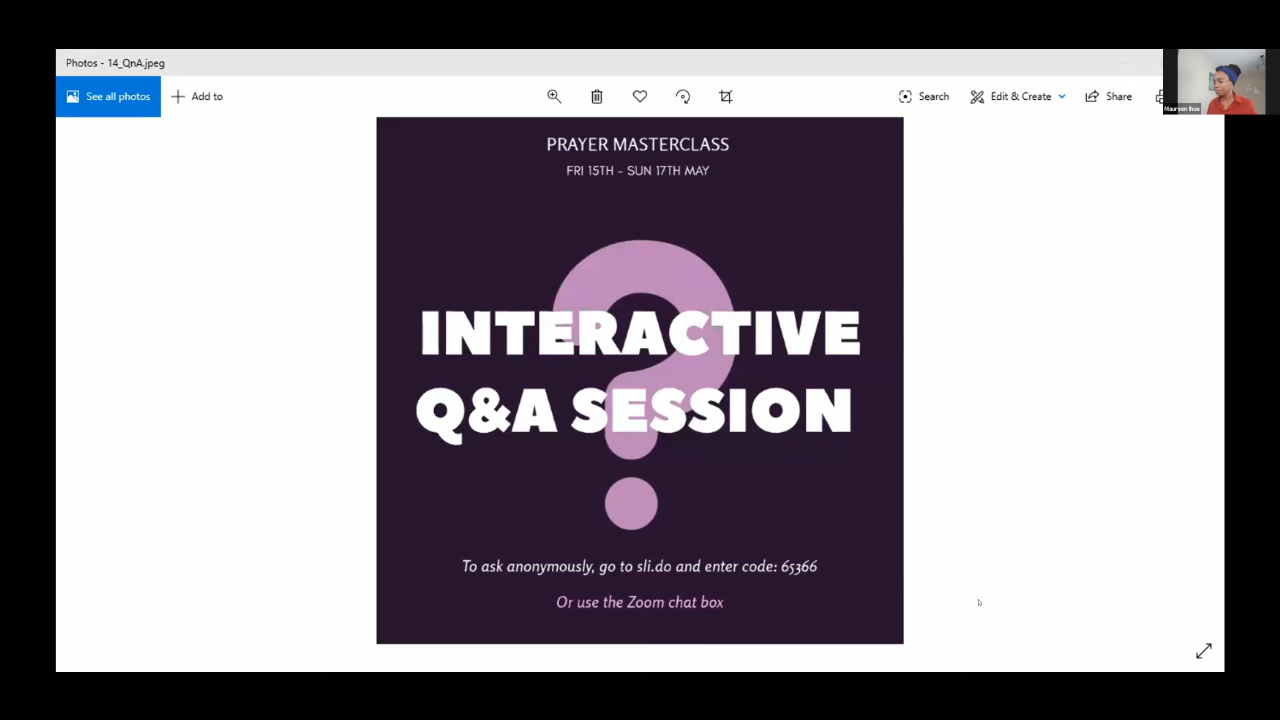 Photos - 14_QnA.jpeg
See all photos
Add to
Search
Edit & Create
Share
Maureen Ihua
PRAYER MASTERCLASS
FRI 15TH - SUN 17TH MAY
INTERACTIVE
Q&A SESSION
To ask anonymously, go to sli.do and enter code: 65366
Or use the Zoom chat box